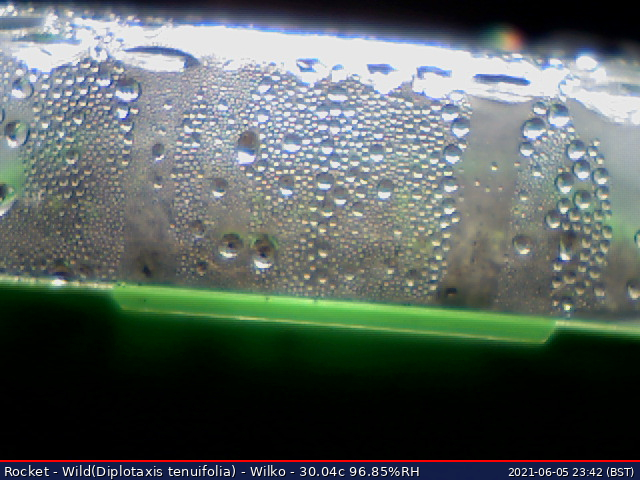 Rocket - Wild(Diplotaxis tenuifolia) - Wilko - 30.04c 96.85%RH
2021-06-05 23:42 (BST)